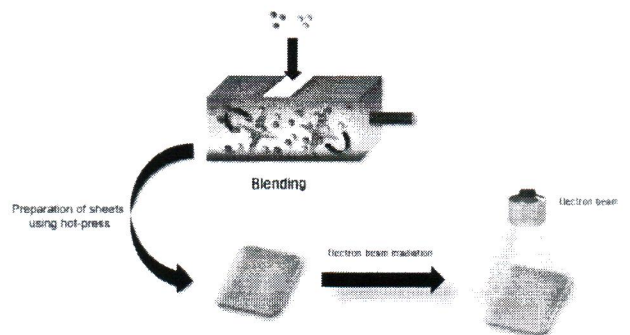 Blending
Preparation of sheets
using hot-press
Electron beam irradiation
Electron beam